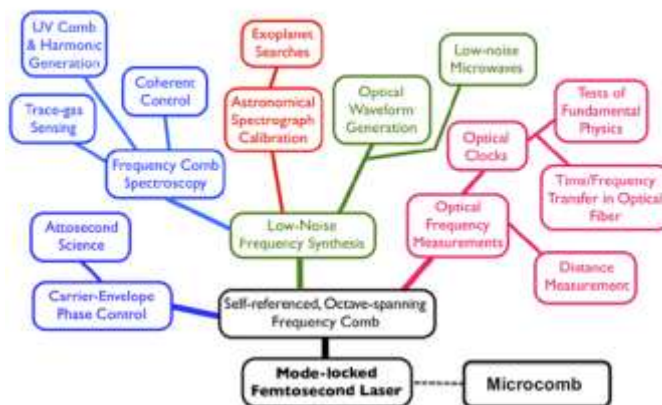 UV Comb
& Harmonic
Generation
Exoplanet
Searches
Low-noise
Microwaves
Coherent
Control
Trace-gas
Sensing
Astronomical
Spectrograph
Calibration
Optical
Waveform
Generation
Tests of
Fundamental
Physics
Optical
Clocks
Frequency Comb
Spectroscopy
Time/Frequency
Transfer in Optical
Fiber
Attosecond
Science
Low-Noise
Frequency Synthesis
Optical
Frequency
Measurements
Distance
Measurement
Carrier-Envelope
Phase Control
Self-referenced, Octave-spanning
Frequency Comb
Mode-locked
Femtosecond Laser
Microcomb